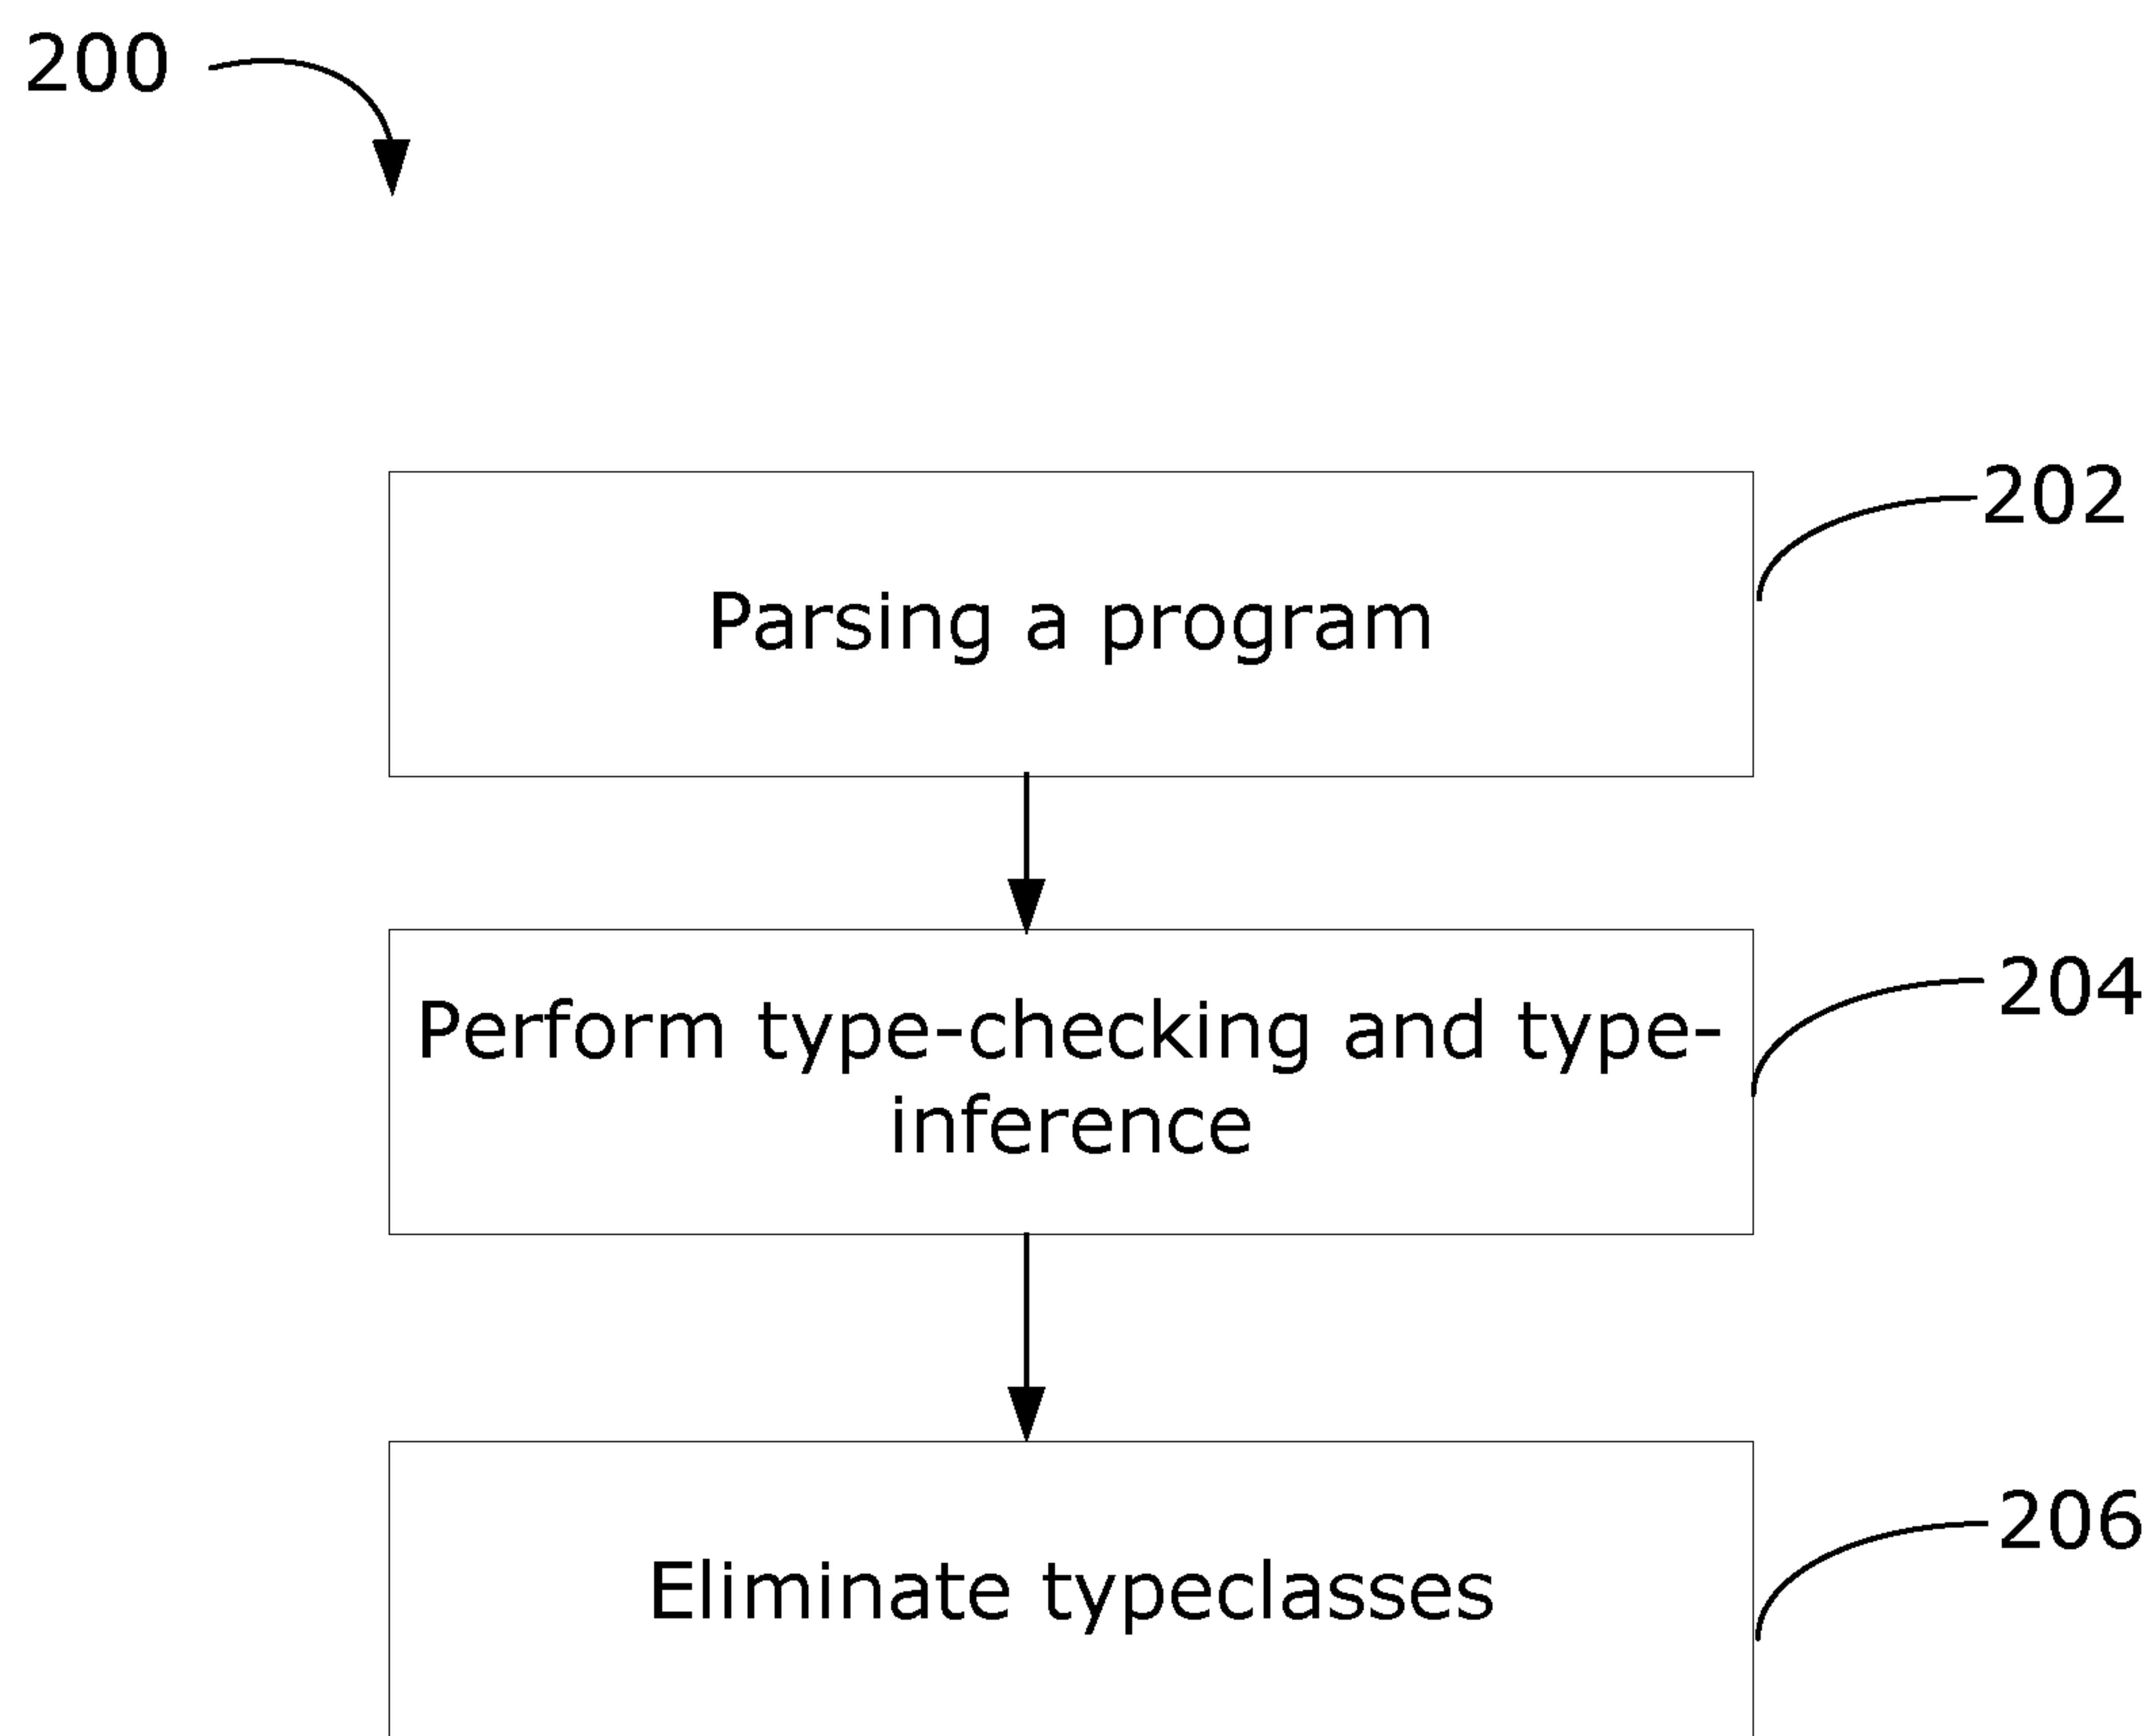 200
202
Parsing a program
204
Perform type-checking and type-
inference
206
Eliminate typeclasses